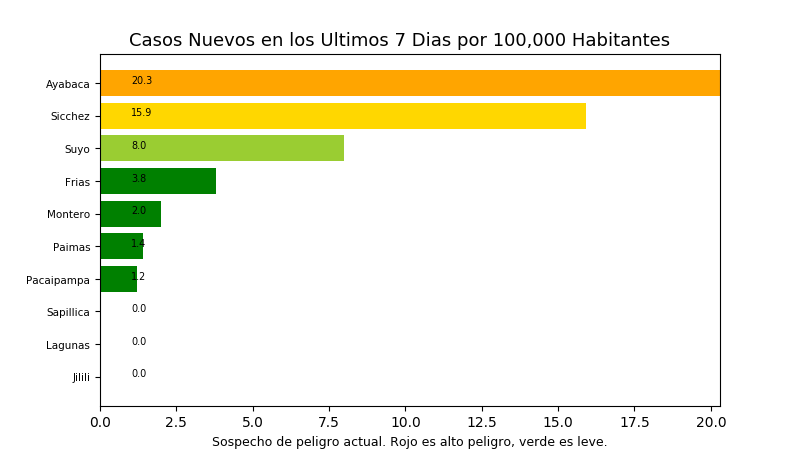 Casos Nuevos en los Ultimos 7 Dias por 100,000 Habitantes
Ayabaca 20.3
Sicchez 15.9
Suyo 8.0
Frias 3.8
Montero 2.0
Paimas 1.4
Pacaipampa 1.2
Sapillica 0.0
Lagunas 0.0
Jilili 0.0
0.0 2.5 5.0 7.5 10.0 12.5 15.0 17.5 20.0
Sospecho de peligro actual. Rojo es alto peligro, verde es leve.